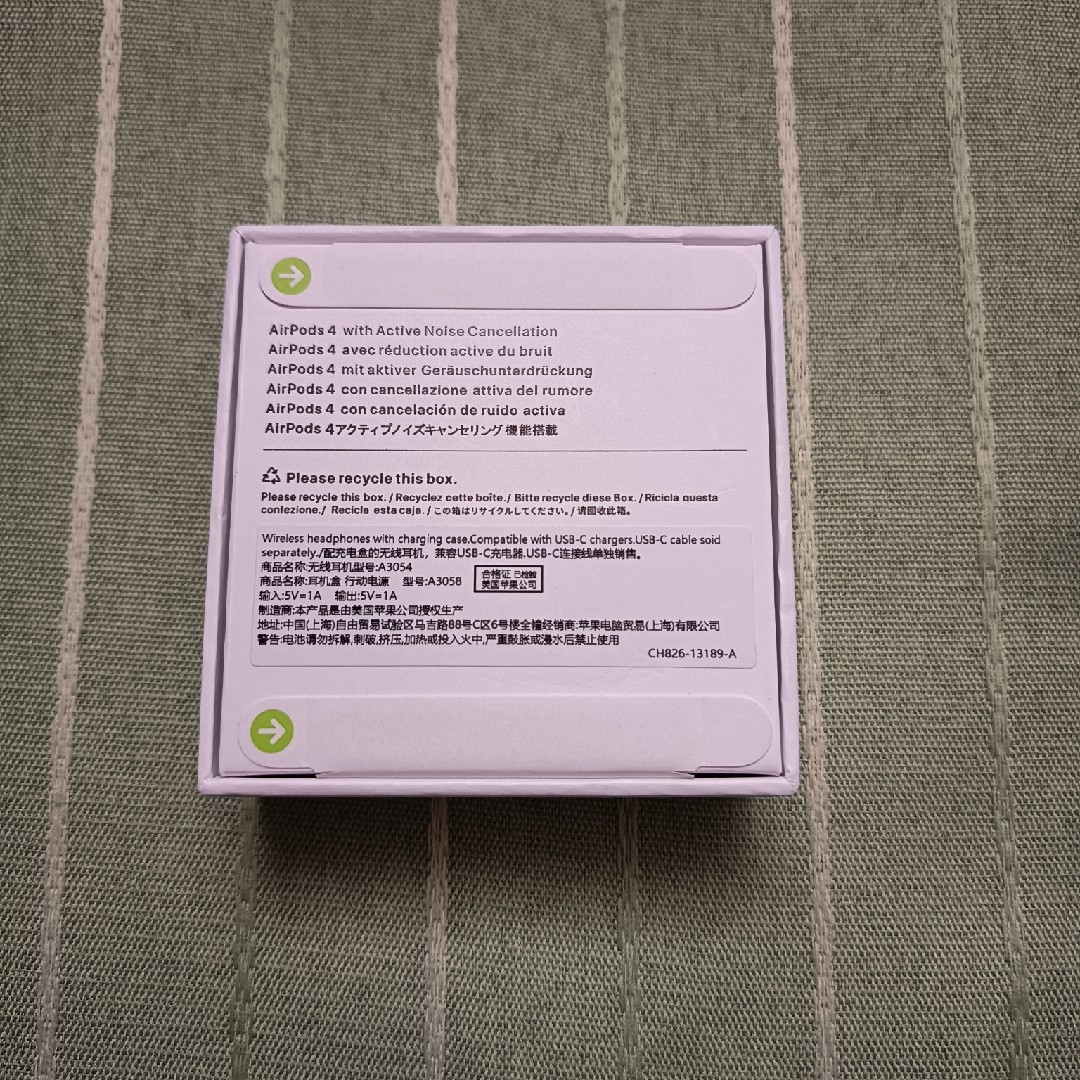 AirPods 4 with Active Noise Cancellation
AirPods 4 avec réduction active du bruit
AirPods 4 mit aktiver Geräuschunterdrückung
AirPods 4 con cancellazione attiva del rumore
AirPods 4 con cancelación de ruido activa
AirPods 4アクティブノイズキャンセリング 機能搭載
Please recycle this box.
Please recycle this box. / Recyclez cette boîte. / Bitte recycle diese Box. / Ricicla questa
confezione. / Recicla esta caja. / この箱はリサイクルしてください。/ 请回收此箱。
Wireless headphones with charging case.Compatible with USB-C chargers.USB-C cable soid
separately./配充电盒的无线耳机，兼容USB-C充电器.USB-C连接线单独销售。
商品名称:无线耳机型号:A3054
商品名称:耳机盒 行动电源 型号:A3058
合格证 已检验
美国苹果公司
输入:5V=1A 输出:5V=1A
制造商:本产品是由美国苹果公司授权生产
地址:中国(上海)自由贸易试验区马吉路88号C区6号楼全幢经销商:苹果电脑贸易(上海)有限公司
警告:电池请勿拆解,刺破,挤压,加热或投入火中,严重鼓胀或浸水后禁止使用
CH826-13189-A